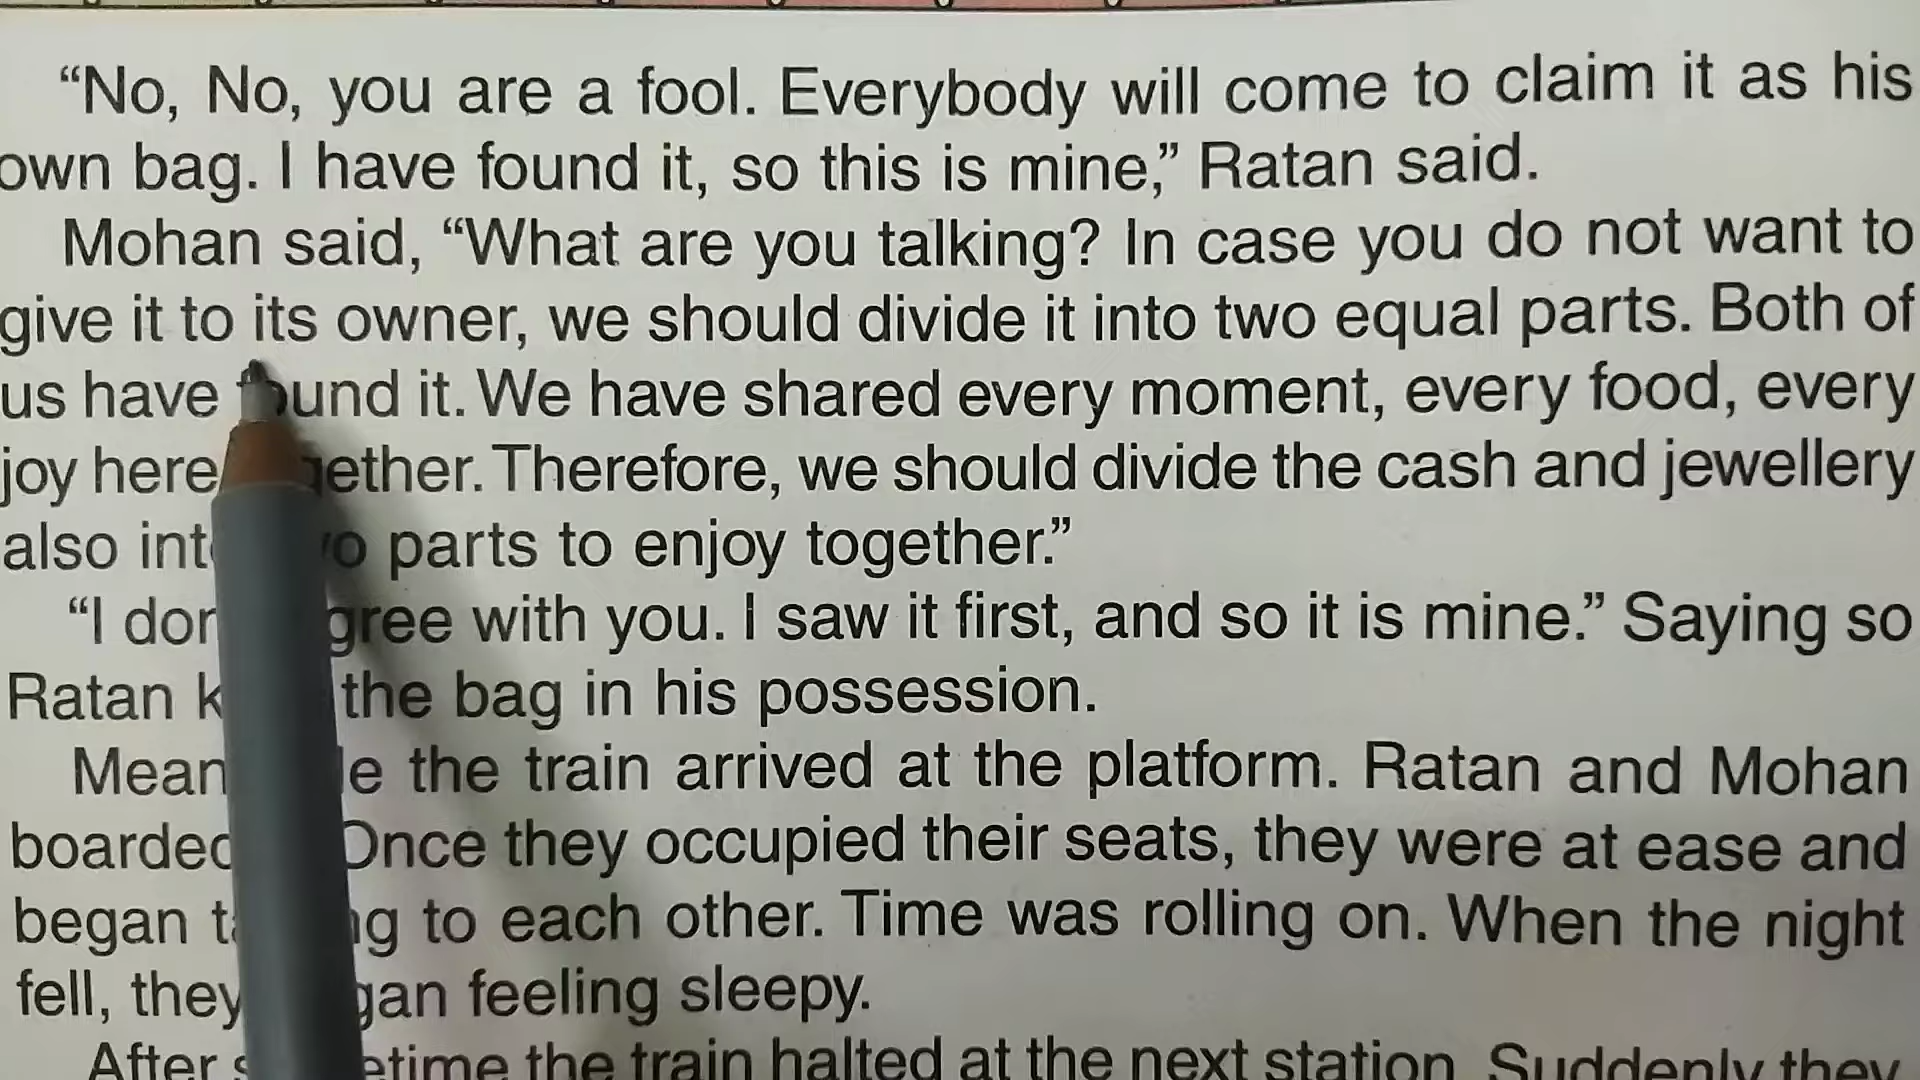 “No, No, you are a fool. Everybody will come to claim it as his
own bag. I have found it, so this is mine,” Ratan said.
Mohan said, “What are you talking? In case you do not want to
give it to its owner, we should divide it into two equal parts. Both of
us have found it. We have shared every moment, every food, every
joy here together. Therefore, we should divide the cash and jewellery
also into two parts to enjoy together.”
“I don't agree with you. I saw it first, and so it is mine.” Saying so
Ratan the bag in his possession.
Meanwhile the train arrived at the platform. Ratan and Mohan
boarded Once they occupied their seats, they were at ease and
began talking to each other. Time was rolling on. When the night
fell, they began feeling sleepy.
After sometime the train halted at the next station. Suddenly they